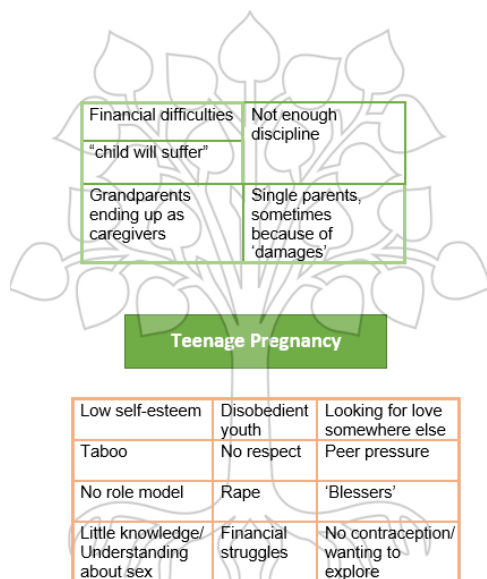 Financial difficulties
"child will suffer"
Not enough
discipline
Grandparents
ending up as
caregivers
Single parents,
sometimes
because of
'damages'
Teenage Pregnancy
Low self-esteem
Disobedient
youth
Looking for love
somewhere else
Taboo
No respect
Peer pressure
No role model
Rape
'Blessers'
Little knowledge/
Understanding
about sex
Financial
struggles
No contraception/
wanting to
explore